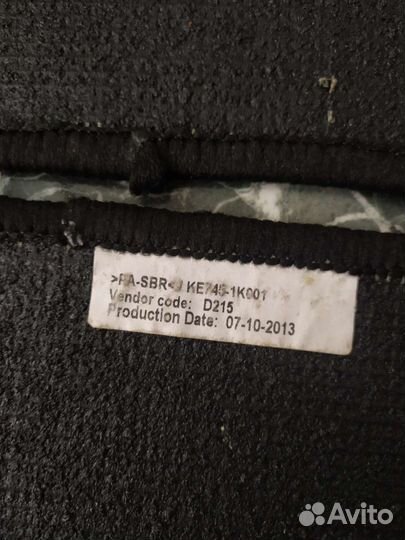 >PA-SBR< KE745-1K001
Vendor code: D215
Production Date: 07-10-2013
Avito